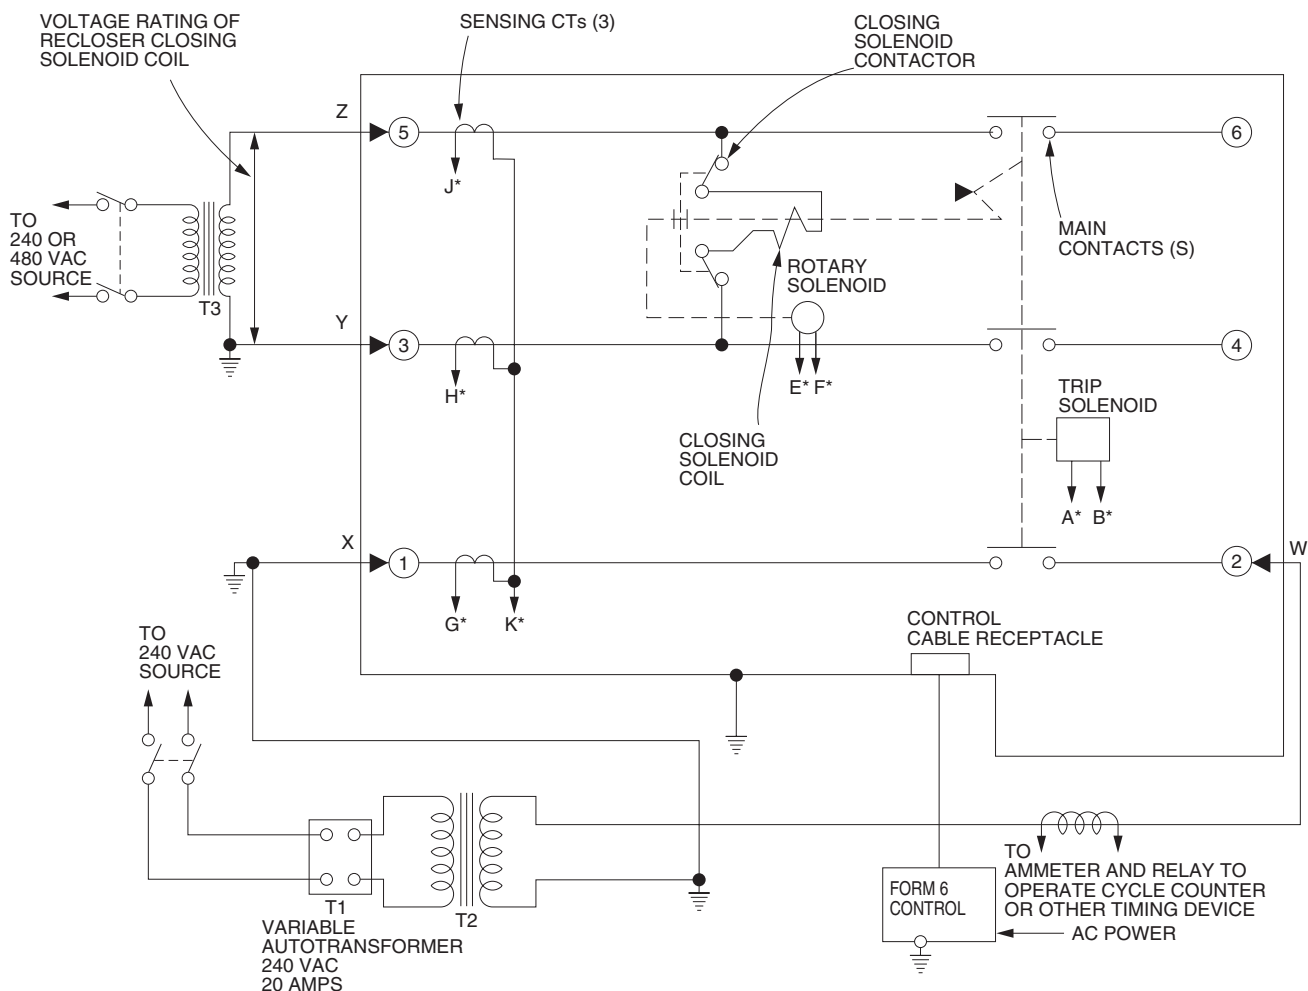 VOLTAGE RATING OF
RECLOSER CLOSING
SOLENOID COIL
SENSING CTs (3)
CLOSING
SOLENOID
CONTACTOR
Z
5
6
J*
TO
240 OR
480 VAC
SOURCE
T3
MAIN
CONTACTS (S)
ROTARY
SOLENOID
Y
3
4
H*
E* F*
TRIP
SOLENOID
CLOSING
SOLENOID
COIL
A* B*
X
1
2
W
G*
K*
CONTROL
CABLE RECEPTACLE
TO
240 VAC
SOURCE
TO
AMMETER AND RELAY TO
OPERATE CYCLE COUNTER
OR OTHER TIMING DEVICE
FORM 6
CONTROL
AC POWER
T1
T2
VARIABLE
AUTOTRANSFORMER
240 VAC
20 AMPS